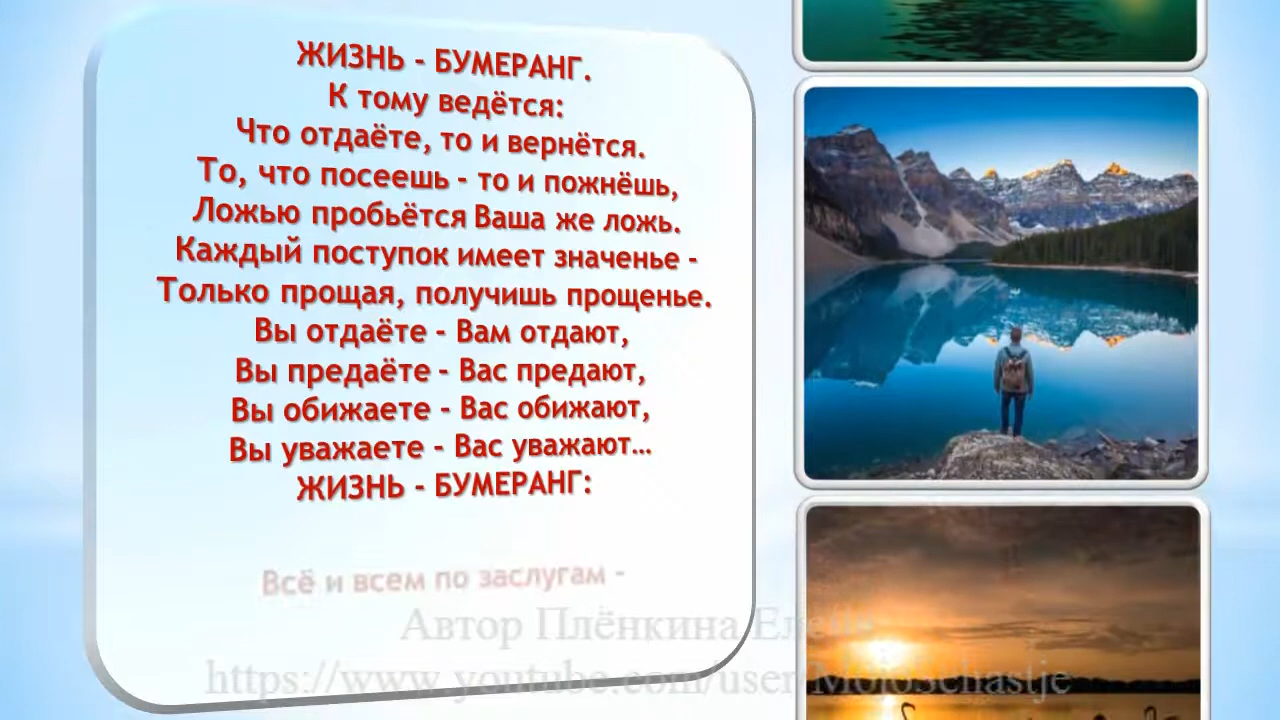 ЖИЗНЬ - БУМЕРАНГ.
К тому ведётся:
Что отдаёте, то и вернётся.
То, что посеешь - то и пожнёшь,
Ложью пробьётся Ваша же ложь.
Каждый поступок имеет значенье -
Только прощая, получишь прощенье.
Вы отдаёте - Вам отдают,
Вы предаёте - Вас предают,
Вы обижаете - Вас обижают,
Вы уважаете - Вас уважают...
ЖИЗНЬ - БУМЕРАНГ:
Всё и всем по заслугам -
Автор Плёнкина
https://www.youtube.com/user/MojoSchastje